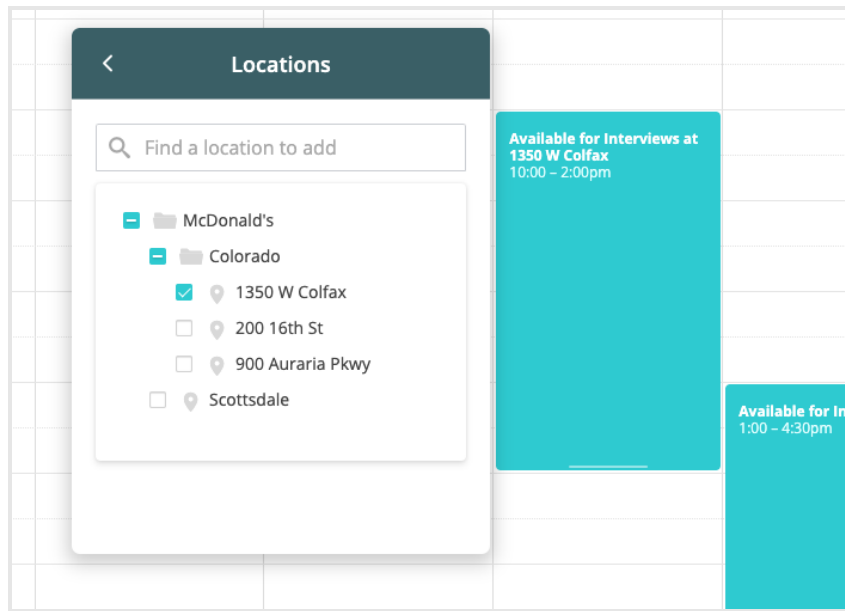 Locations
Find a location to add
McDonald's
Colorado
1350 W Colfax
200 16th St
900 Auraria Pkwy
Scottsdale
Available for Interviews at
1350 W Colfax
10:00 – 2:00pm
Available for
1:00 – 4:30pm